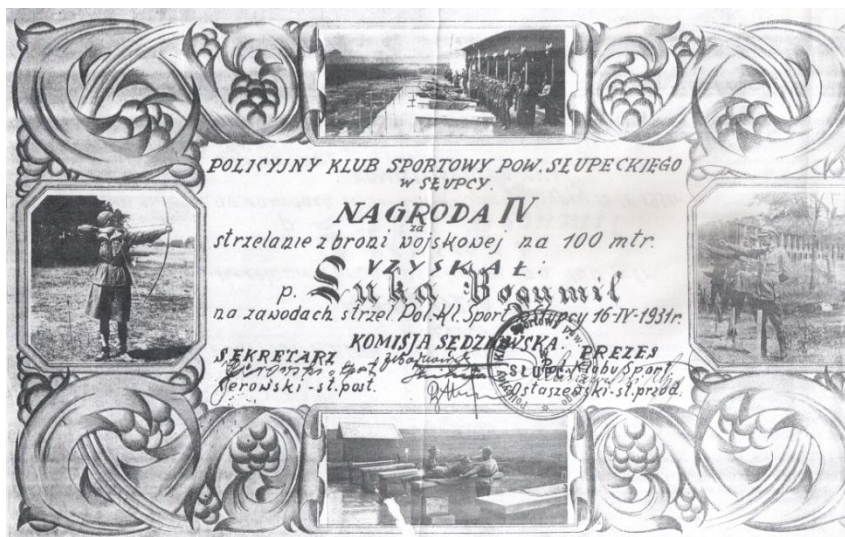 POLICYJNY KLUB SPORTOWY POW. SŁUPECKIEGO
W SŁUPCY.
NAGRODA IV
za
strzelanie z broni wojskowej na 100 mtr.
UZYSKAŁ:
p. Łuka Bogumił
na zawodach strzel. Pol. Kl. Sport. w Słupcy 16-IV-1931r.
KOMISJA SĘDZIOWSKA:
SEKRETARZ
PREZES
Klubu Sport.
Jerowski-st.post.
Ostaszewski-st.przod.